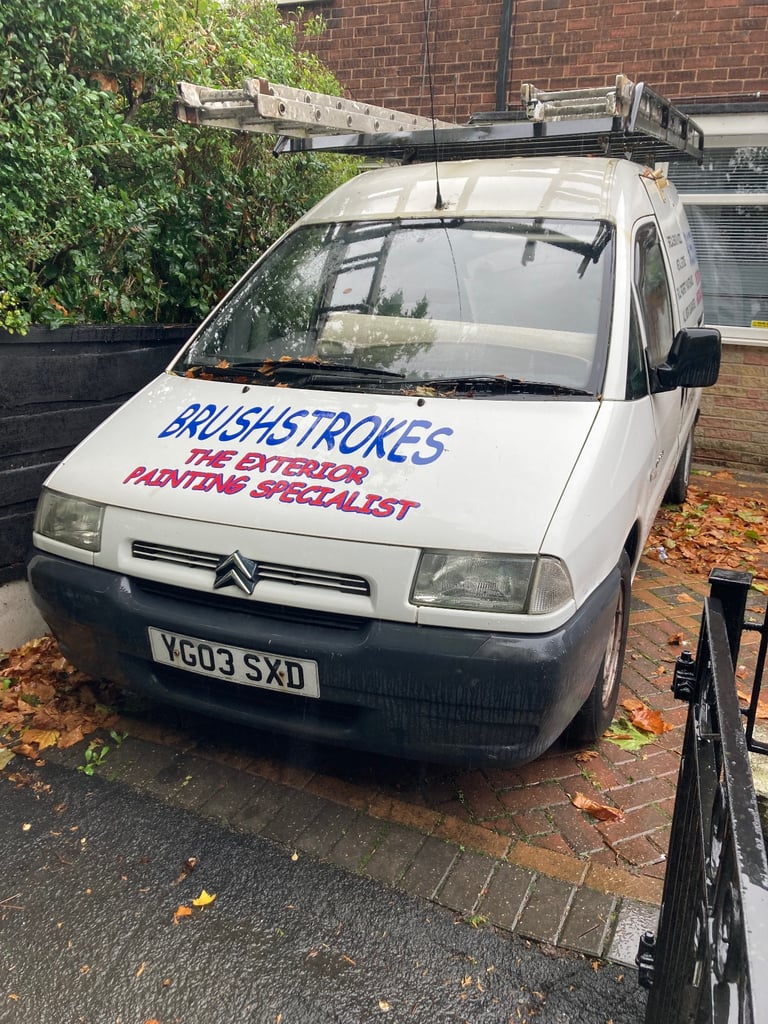 BRUSHSTROKES
THE EXTERIOR
PAINTING SPECIALIST
YG03 SXD